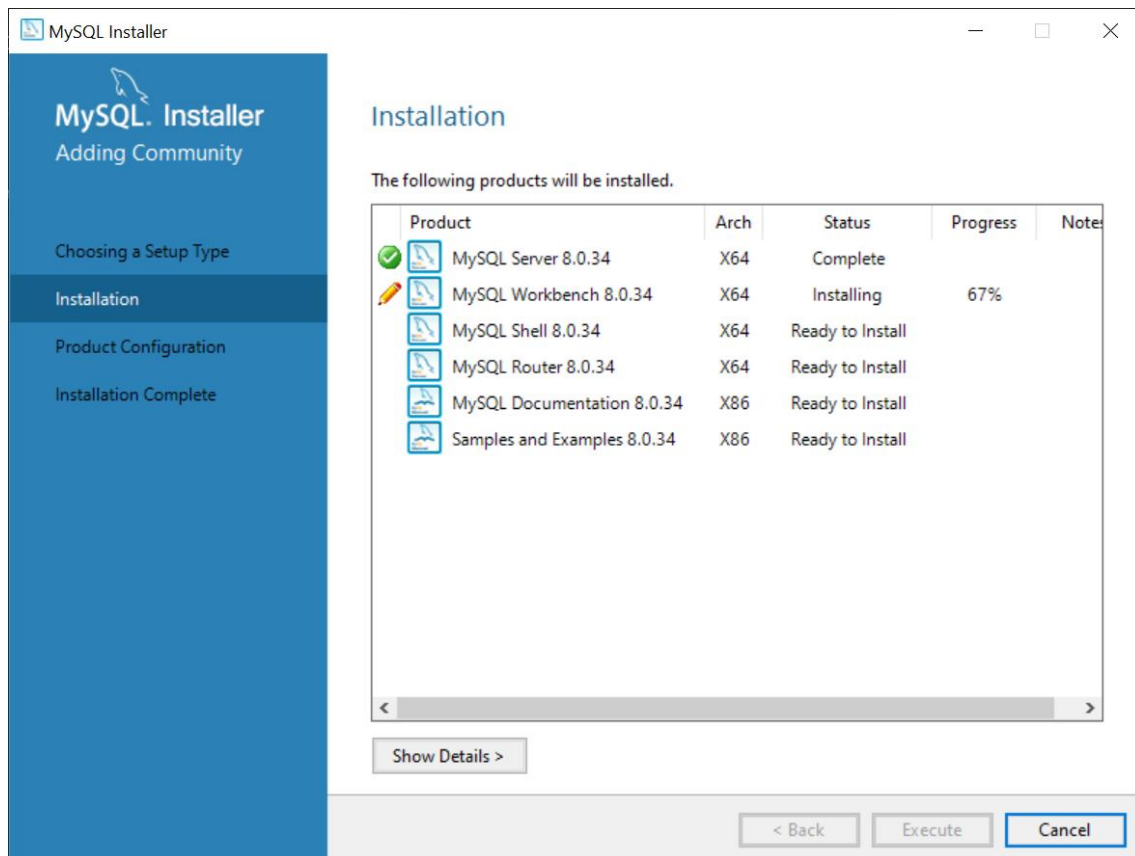 MySQL Installer
MySQL. Installer
Adding Community
Choosing a Setup Type
Installation
Product Configuration
Installation Complete
Installation
The following products will be installed.
Product Arch Status Progress Notes
MySQL Server 8.0.34 X64 Complete
MySQL Workbench 8.0.34 X64 Installing 67%
MySQL Shell 8.0.34 X64 Ready to Install
MySQL Router 8.0.34 X64 Ready to Install
MySQL Documentation 8.0.34 X86 Ready to Install
Samples and Examples 8.0.34 X86 Ready to Install
Show Details >
< Back Execute Cancel